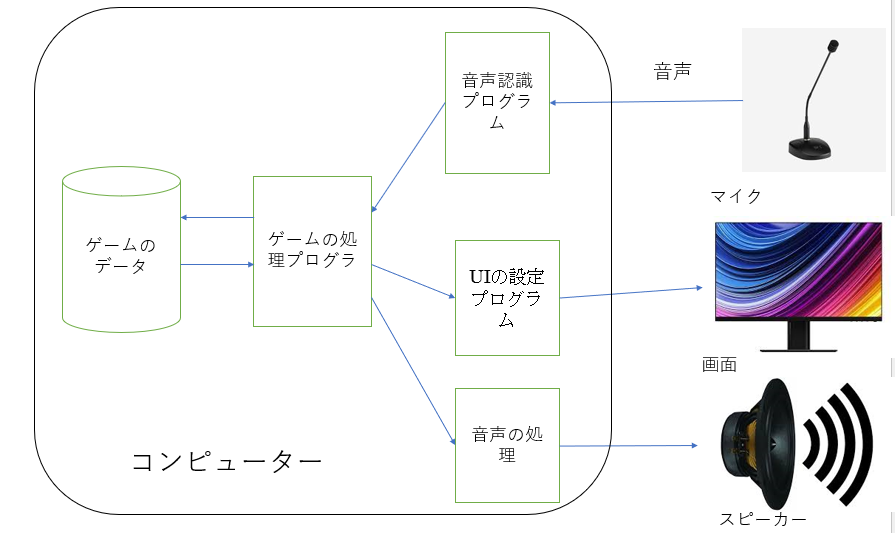 音声認識
プログラ
ム
音声
マイク
ゲームの
データ
ゲームの処
理プログラ
UIの設定
プログラ
ム
画面
音声の処
理
コンピューター
スピーカー